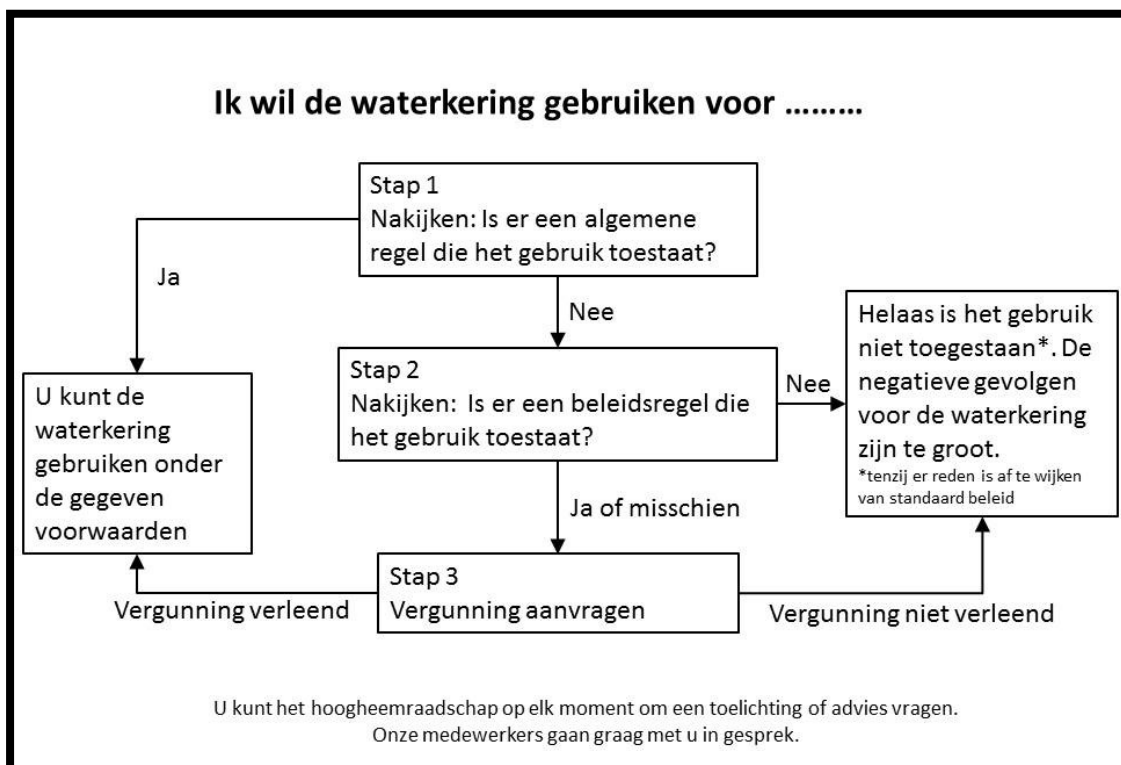 Ik wil de waterkering gebruiken voor ………
Stap 1
Nakijken: Is er een algemene
regel die het gebruik toestaat?
Ja
Nee
Stap 2
Nakijken: Is er een beleidsregel die
het gebruik toestaat?
Nee
Helaas is het gebruik
niet toegestaan*. De
negatieve gevolgen
voor de waterkering
zijn te groot.
*tenzij er reden is af te wijken
van standaard beleid
U kunt de
waterkering
gebruiken onder
de gegeven
voorwaarden
Ja of misschien
Stap 3
Vergunning aanvragen
Vergunning verleend
Vergunning niet verleend
U kunt het hoogheemraadschap op elk moment om een toelichting of advies vragen.
Onze medewerkers gaan graag met u in gesprek.